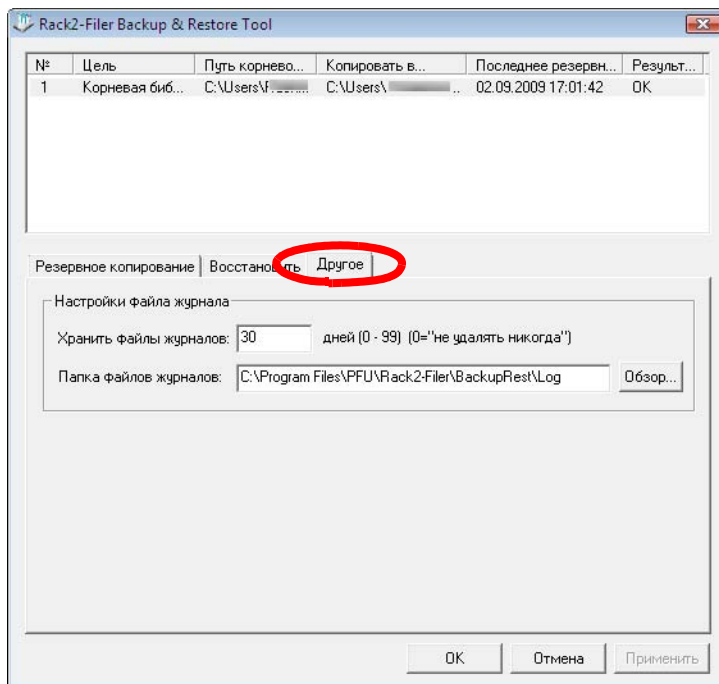 Rack2-Filer Backup & Restore Tool
№ Цель Путь корнево... Копировать в... Последнее резервн... Результ...
1 Корневая биб... C:\Users\ C:\Users\ .. 02.09.2009 17:01:42 OK
Резервное копирование Восстановить Другое
Настройки файла журнала
Хранить файлы журналов: 30 дней (0 - 99) (0="не удалять никогда")
Папка файлов журналов: C:\Program Files\PFU\Rack2-Filer\BackupRest\Log Обзор...
OK Отмена Применить